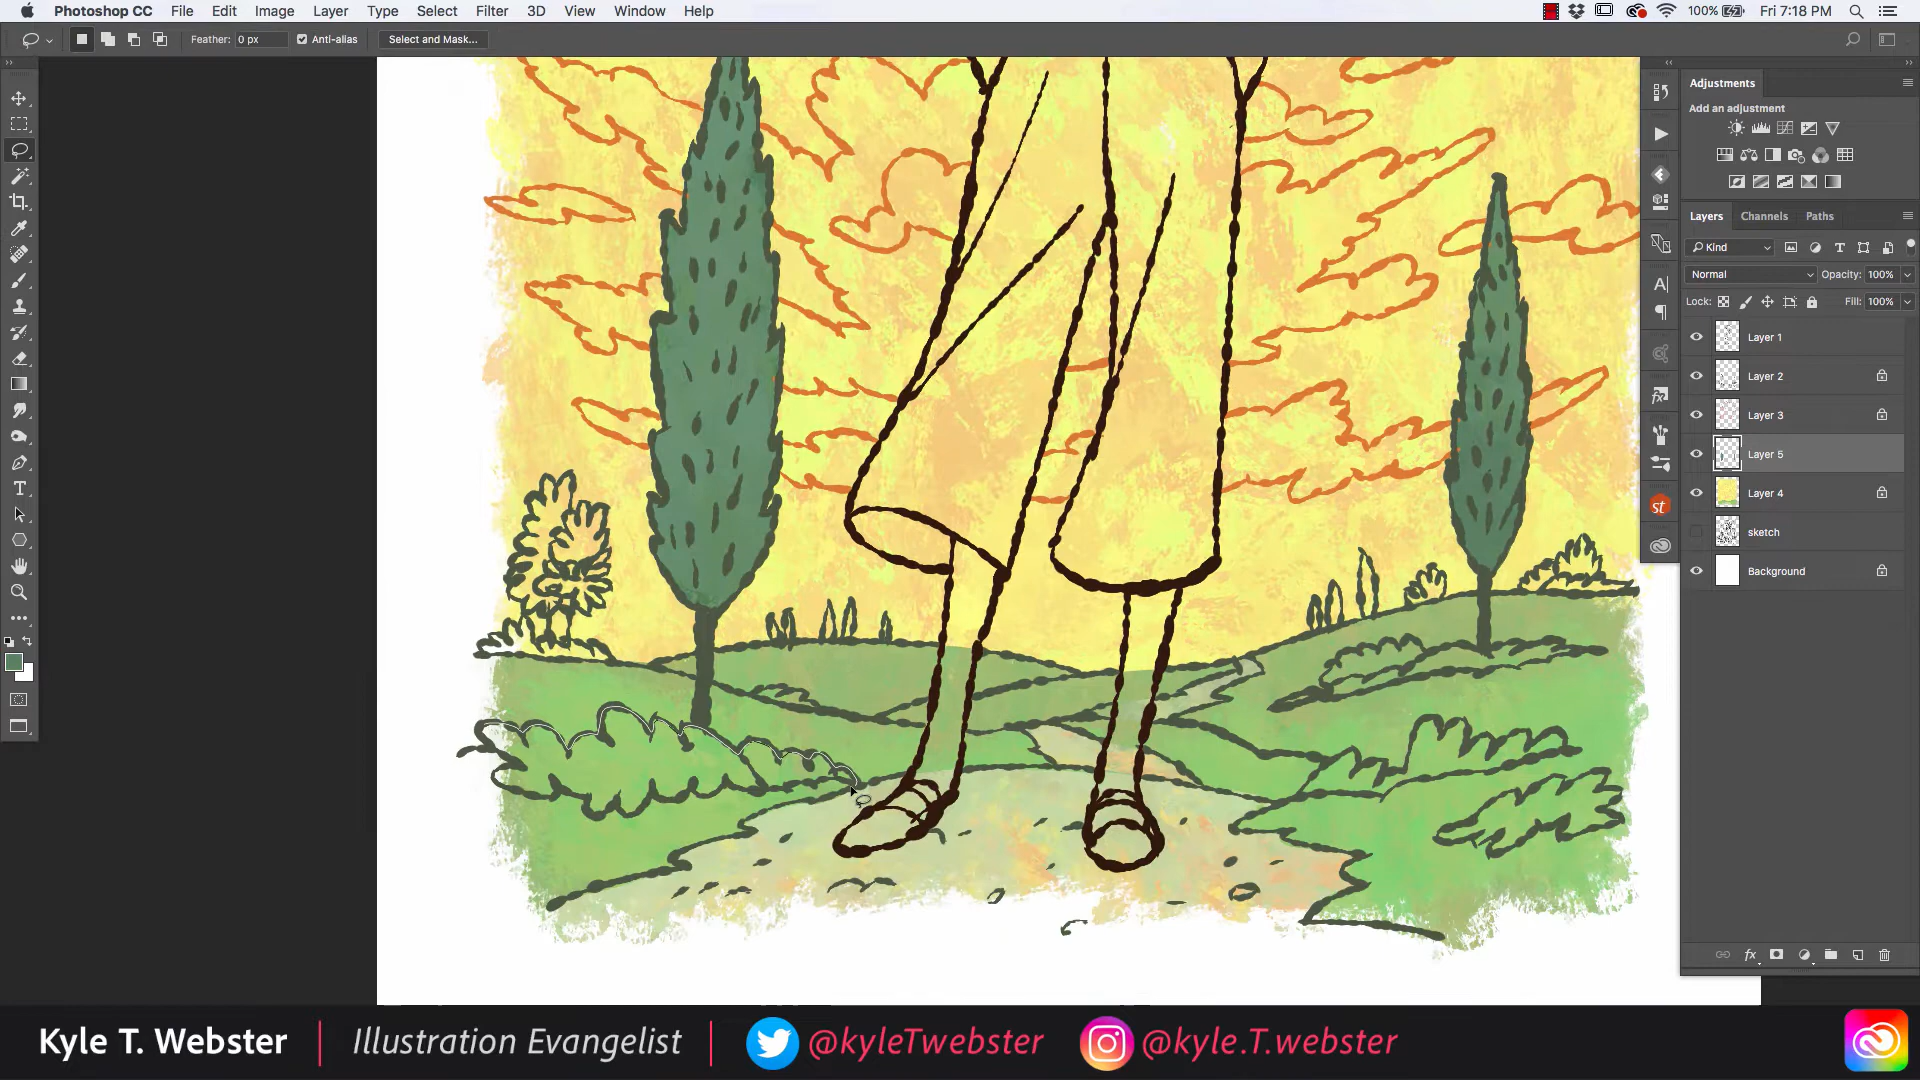 Photoshop CC File Edit Image Layer Type Select Filter 3D View Window Help 100% Fri 7:18 PM
Feather: 0 px Anti-alias Select and Mask...
Adjustments
Add an adjustment
Layers Channels Paths
Kind
Normal Opacity: 100%
Lock: Fill: 100%
Layer 1
Layer 2
Layer 3
Layer 5
Layer 4
sketch
Background
st
fx
Kyle T. Webster Illustration Evangelist @kyleTwebster @kyle.T.webster